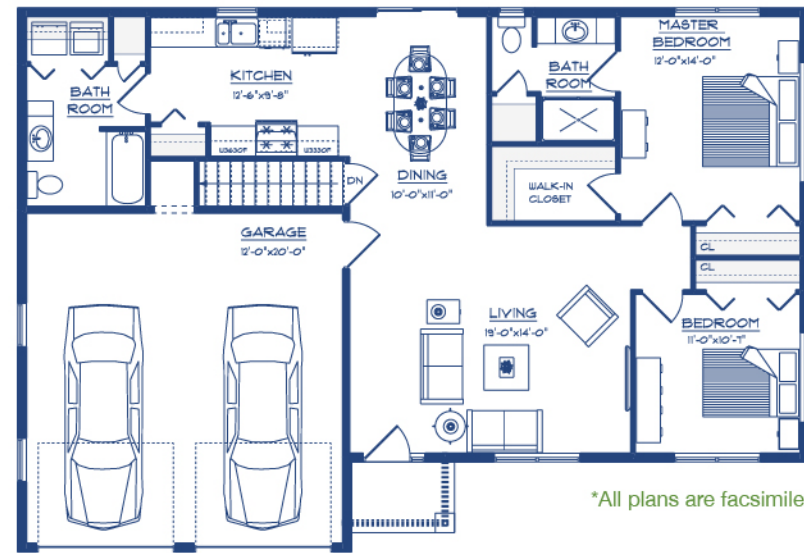 MASTER
BEDROOM
12'-0"x14'-0"
BATH
ROOM
KITCHEN
12'-6"x9'-8"
BATH
ROOM
U3630F
U3330F
DN
DINING
10'-0"x11'-0"
WALK-IN
CLOSET
GARAGE
12'-0"x20'-0"
CL
CL
LIVING
19'-0"x14'-0"
BEDROOM
11'-0"x10'-7"
*All plans are facsimile